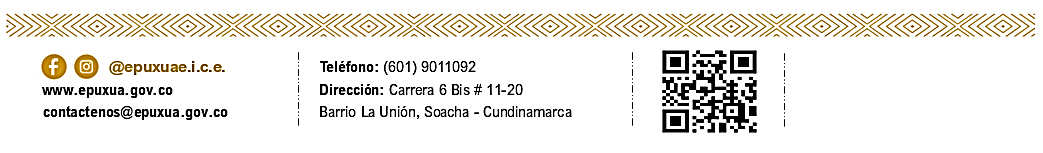 @epuxuae.i.c.e.
www.epuxua.gov.co
contactenos@epuxua.gov.co
Teléfono: (601) 9011092
Dirección: Carrera 6 Bis # 11-20
Barrio La Unión, Soacha - Cundinamarca